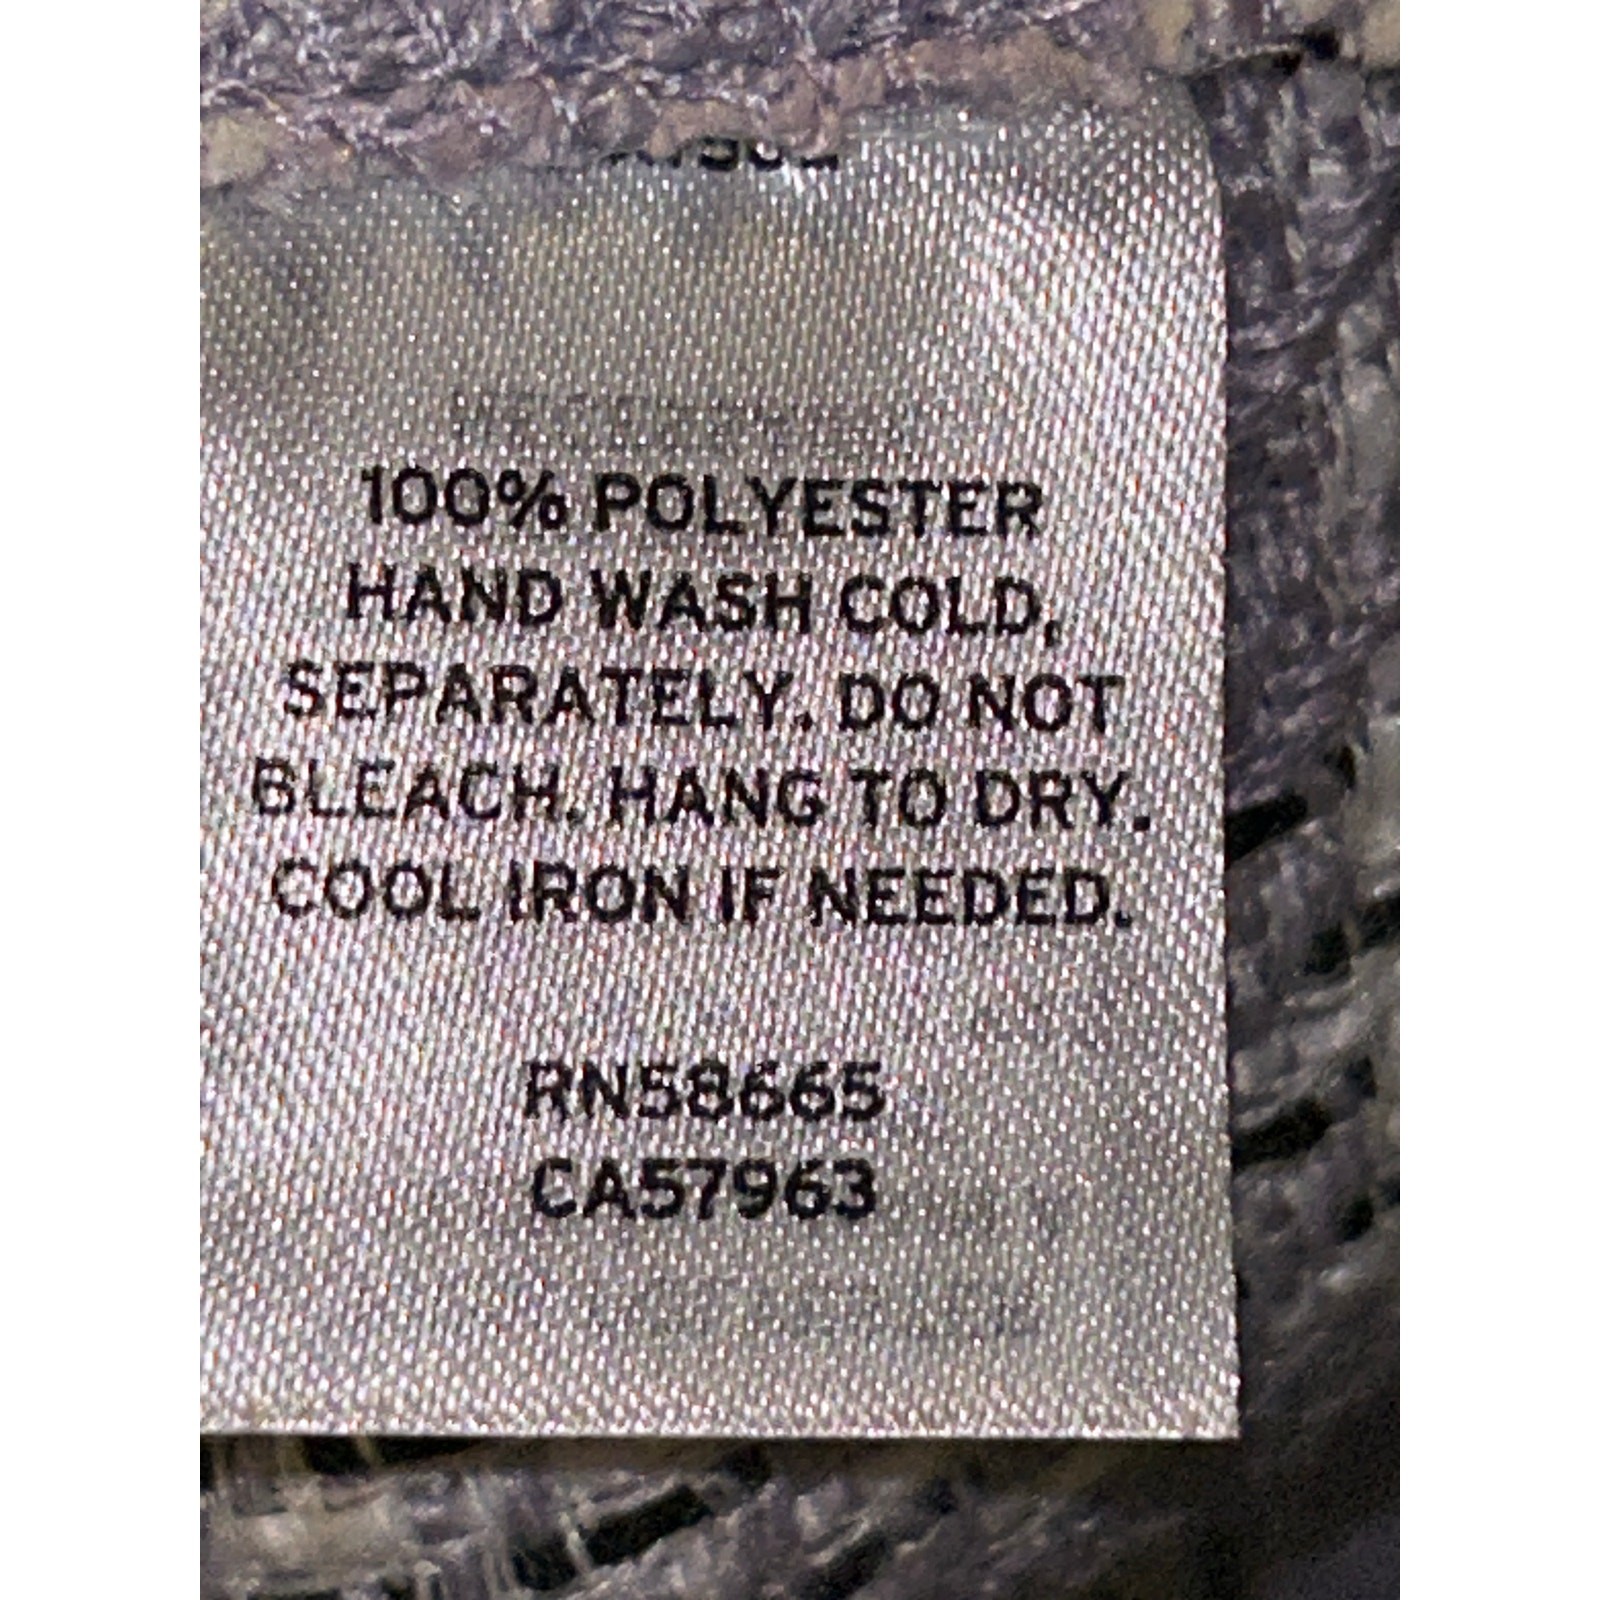 100% POLYESTER
HAND WASH COLD,
SEPARATELY. DO NOT
BLEACH. HANG TO DRY.
COOL IRON IF NEEDED.
RN58665
CA57963